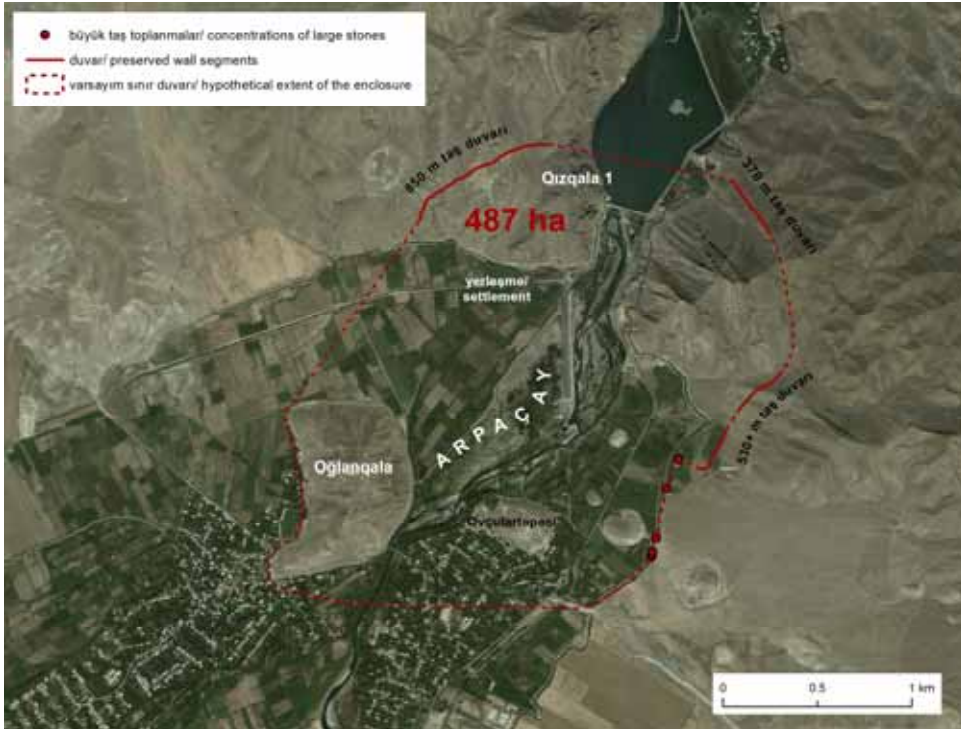 büyük taş toplanmalar/ concentrations of large stones
duvar/ preserved wall segments
varsayım sınır duvarı/ hypothetical extent of the enclosure
850 m taş duvarı
Qızqala 1
370 m taş duvarı
487 ha
yerləşmə/
settlement
ARPAÇAY
530+ m taş duvarı
Oğlanqala
Ovçulartəpəsi
0 0.5 1 km